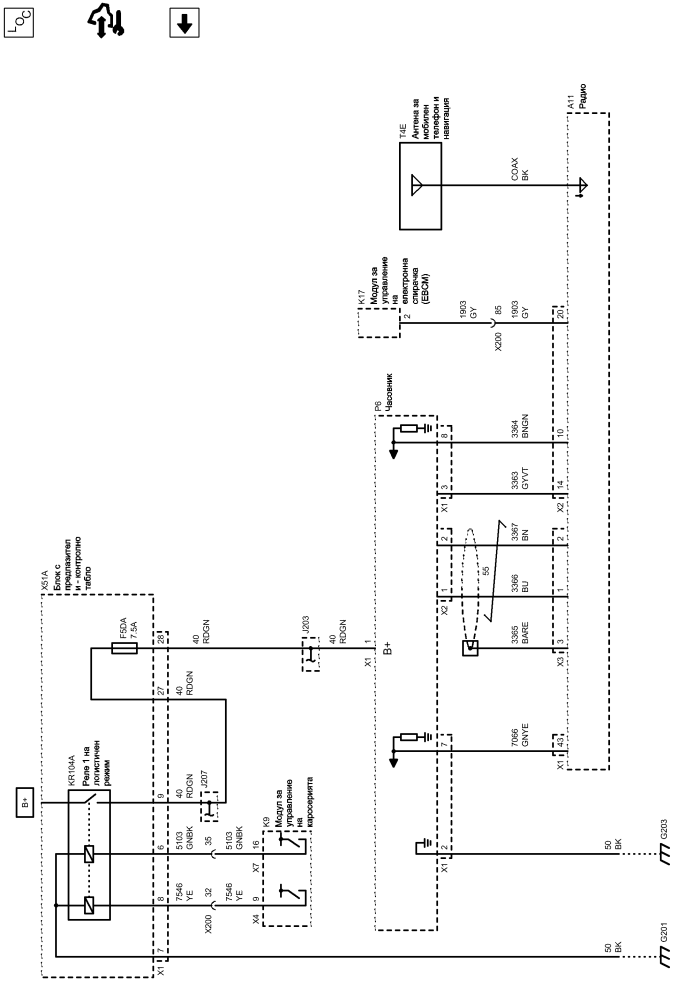 LOC
T4E
Антена за
мобилен
телефон и
навигация
A11
Радио
COAX
BK
K17
Модул за
управление
на
електронна
спирачка
(EBCM)
2
1903
GY
85
X200
1903
GY
20
P6
Часовник
8
3364
BNGN
10
3
X1
3363
GYVT
14
X2
2
3367
BN
2
55
1
X2
3366
BU
1
3365
BARE
3
X3
X51A
Блок с
предпазител
и - контролно
табло
F5DA
7.5A
28
40
RDGN
J203
40
RDGN
1
X1
B+
27
40
RDGN
B+
KR104A
Реле 1 на
логистичен
режим
9
40
RDGN
J207
6
5103
GNBK
35
5103
GNBK
16
X7
K9
Модул за
управление
на
каросерията
8
7546
YE
32
X200
7546
YE
9
X4
7
X1
7
7066
GNYE
43
X1
2
X1
50
BK
G203
50
BK
G201